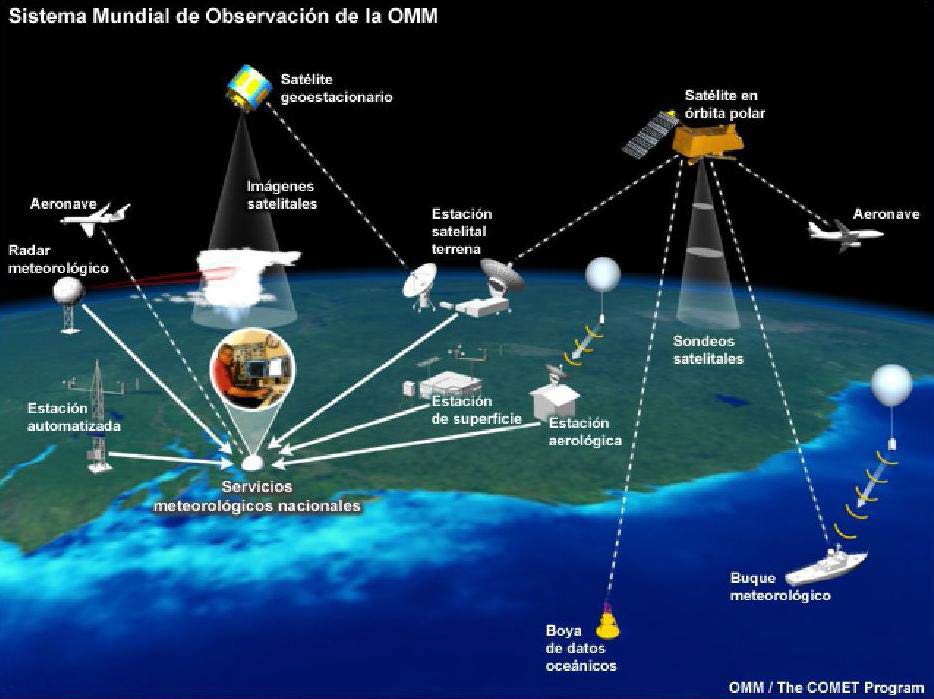 Sistema Mundial de Observación de la OMM
Satélite
geoestacionario
Satélite en
órbita polar
Imágenes
satelitales
Aeronave
Estación
satelital
terrena
Aeronave
Radar
meteorológico
Sondeos
satelitales
Estación
automatizada
Estación
de superficie
Estación
aerológica
Servicios
meteorológicos nacionales
Buque
meteorológico
Boya
de datos
oceánicos
OMM / The COMET Program